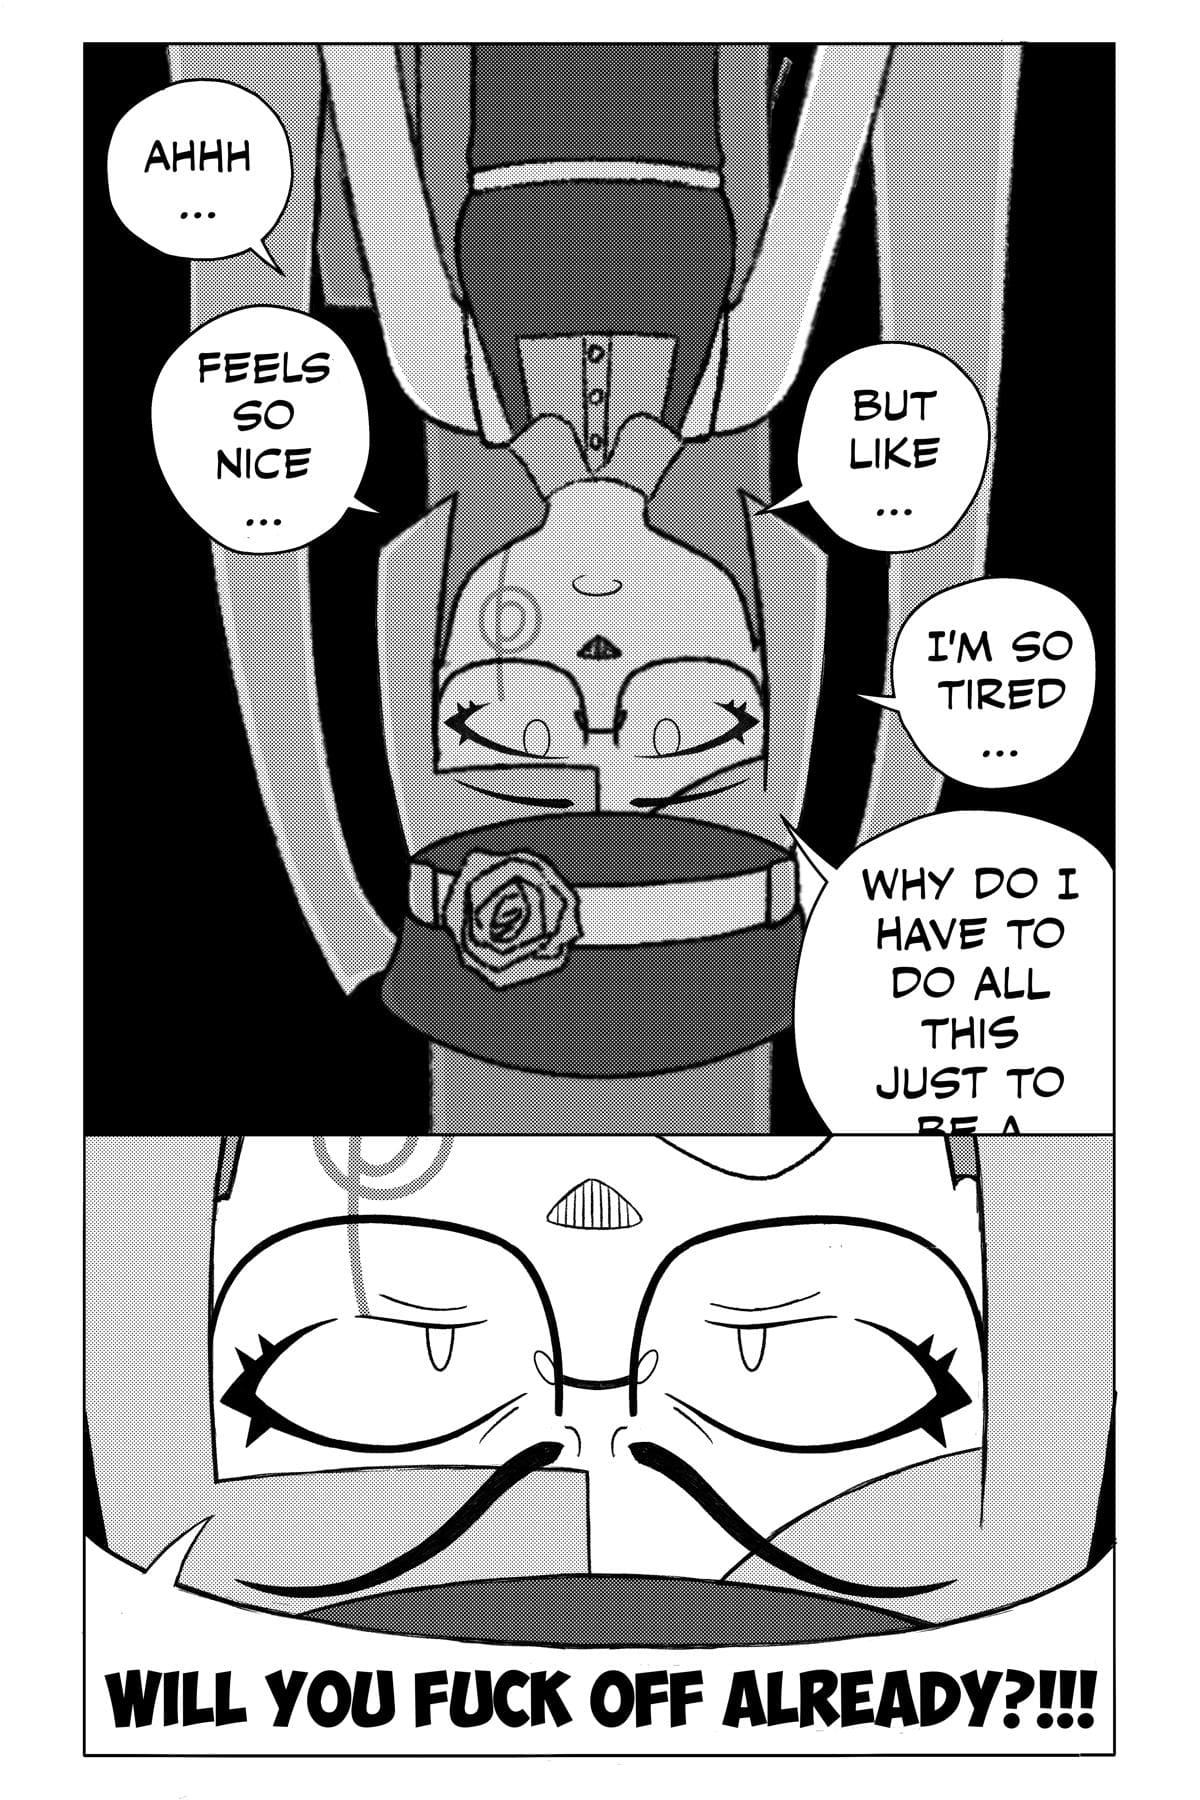 AHHH
...
FEELS
SO
NICE
...
BUT
LIKE
...
I'M SO
TIRED
...
WHY DO I
HAVE TO
DO ALL
THIS
JUST TO
BE A
WILL YOU FUCK OFF ALREADY?!!!